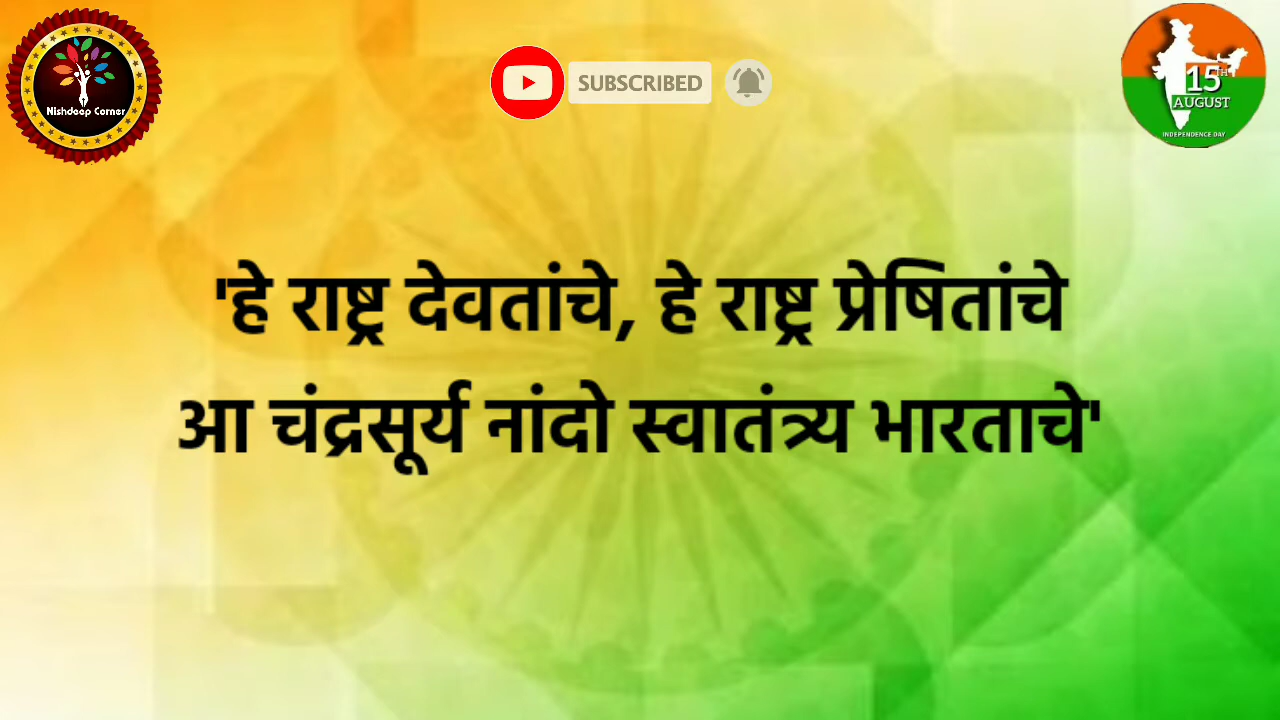 Nishdeep Corner
SUBSCRIBED
15TH
AUGUST
INDEPENDENCE DAY
'हे राष्ट्र देवतांचे, हे राष्ट्र प्रेषितांचे
आ चंद्रसूर्य नांदो स्वातंत्र्य भारताचे'